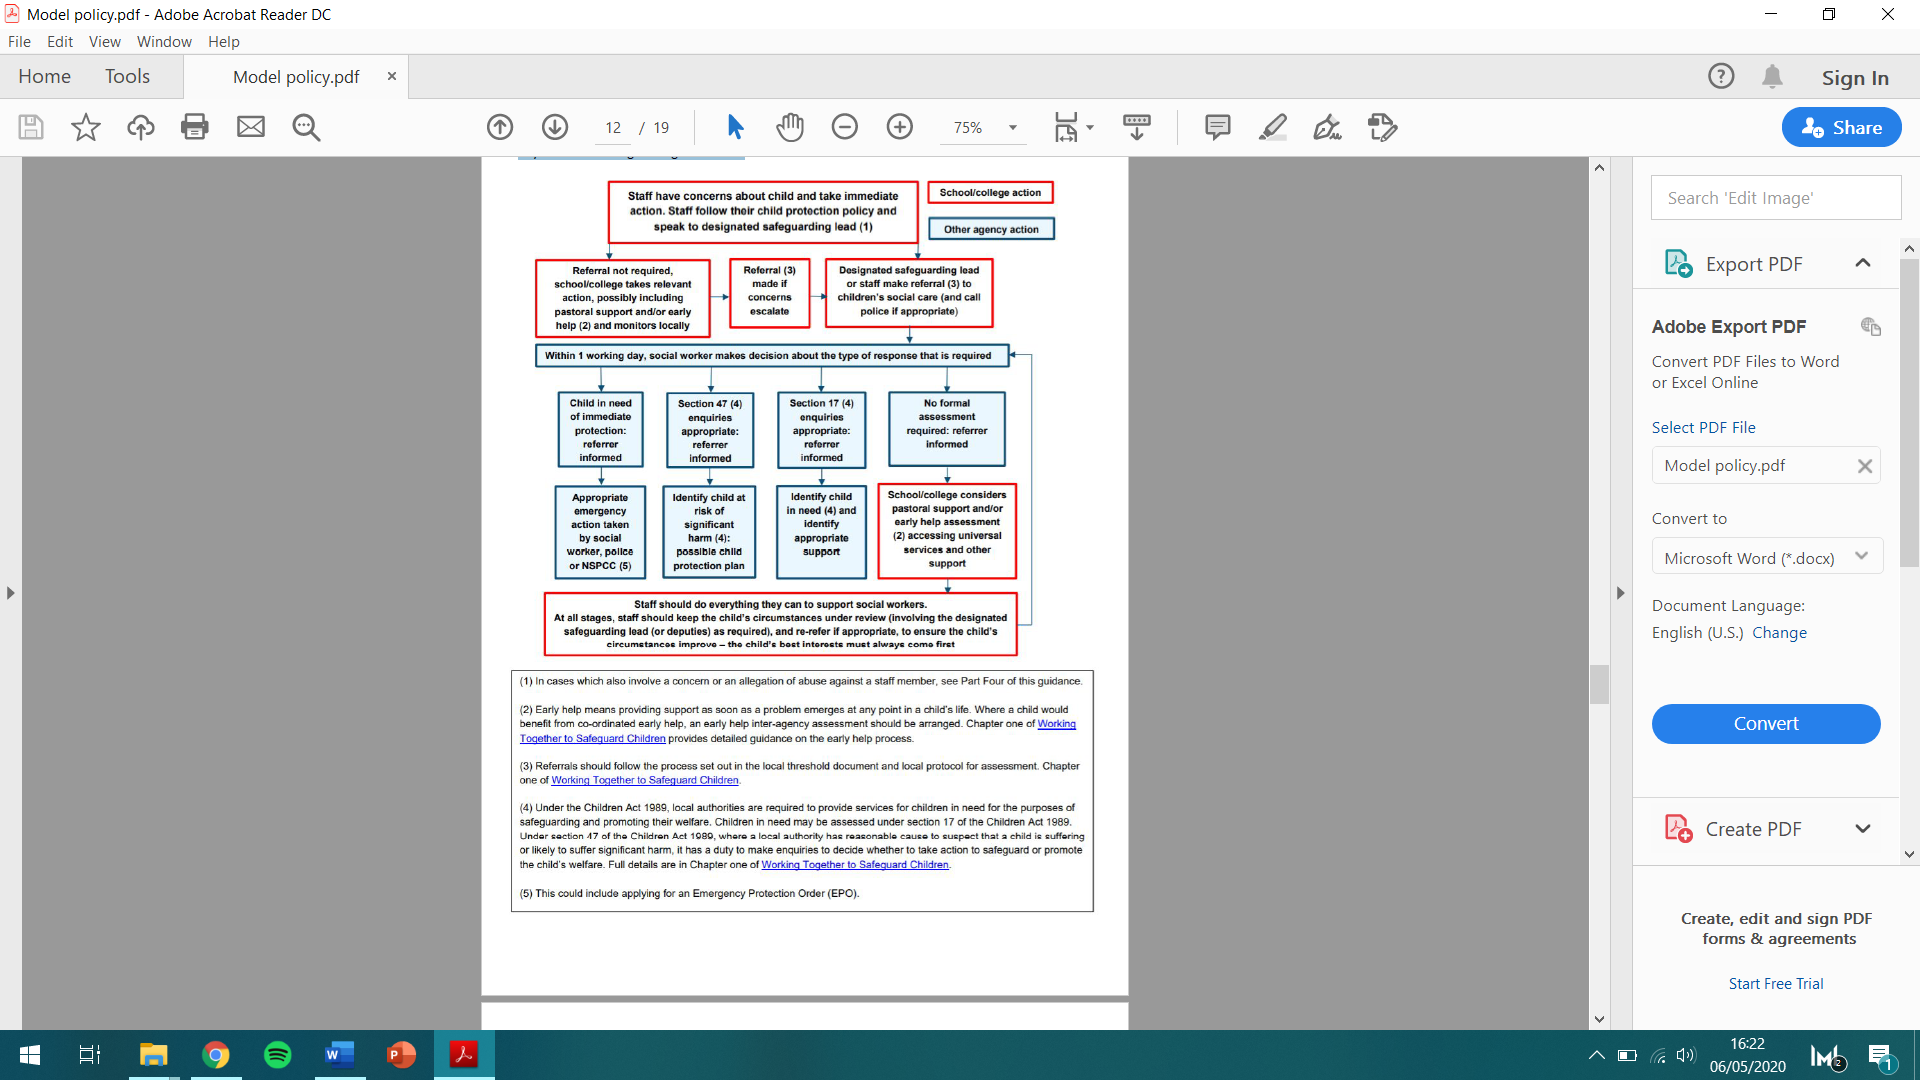 Model policy.pdf - Adobe Acrobat Reader DC
File Edit View Window Help
Home Tools Model policy.pdf
Sign In
12 / 19
75%
Share
Staff have concerns about child and take immediate
action. Staff follow their child protection policy and
speak to designated safeguarding lead (1)
School/college action
Other agency action
Referral not required,
school/college takes relevant
action, possibly including
pastoral support and/or early
help (2) and monitors locally
Referral (3)
made if
concerns
escalate
Designated safeguarding lead
or staff make referral (3) to
children's social care (and call
police if appropriate)
Within 1 working day, social worker makes decision about the type of response that is required
Child in need
of immediate
protection:
referrer
informed
Section 47 (4)
enquiries
appropriate:
referrer
informed
Section 17 (4)
enquiries
appropriate:
referrer
informed
No formal
assessment
required: referrer
informed
Appropriate
emergency
action taken
by social
worker, police
or NSPCC (5)
Identify child at
risk of
significant
harm (4):
possible child
protection plan
Identify child
in need (4) and
identify
appropriate
support
School/college considers
pastoral support and/or
early help assessment
(2) accessing universal
services and other
support
Staff should do everything they can to support social workers.
At all stages, staff should keep the child's circumstances under review (involving the designated
safeguarding lead (or deputies) as required), and re-refer if appropriate, to ensure the child's
circumstances improve – the child's best interests must always come first
(1) In cases which also involve a concern or an allegation of abuse against a staff member, see Part Four of this guidance.
(2) Early help means providing support as soon as a problem emerges at any point in a child's life. Where a child would
benefit from co-ordinated early help, an early help inter-agency assessment should be arranged. Chapter one of Working
Together to Safeguard Children provides detailed guidance on the early help process.
(3) Referrals should follow the process set out in the local threshold document and local protocol for assessment. Chapter
one of Working Together to Safeguard Children.
(4) Under the Children Act 1989, local authorities are required to provide services for children in need for the purposes of
safeguarding and promoting their welfare. Children in need may be assessed under section 17 of the Children Act 1989.
Under section 47 of the Children Act 1989, where a local authority has reasonable cause to suspect that a child is suffering
or likely to suffer significant harm, it has a duty to make enquiries to decide whether to take action to safeguard or promote
the child's welfare. Full details are in Chapter one of Working Together to Safeguard Children.
(5) This could include applying for an Emergency Protection Order (EPO).
Search 'Edit Image'
Export PDF
Adobe Export PDF
Convert PDF Files to Word
or Excel Online
Select PDF File
Model policy.pdf
Convert to
Microsoft Word (*.docx)
Document Language:
English (U.S.) Change
Convert
Create PDF
Create, edit and sign PDF
forms & agreements
Start Free Trial
16:22
06/05/2020
2
1